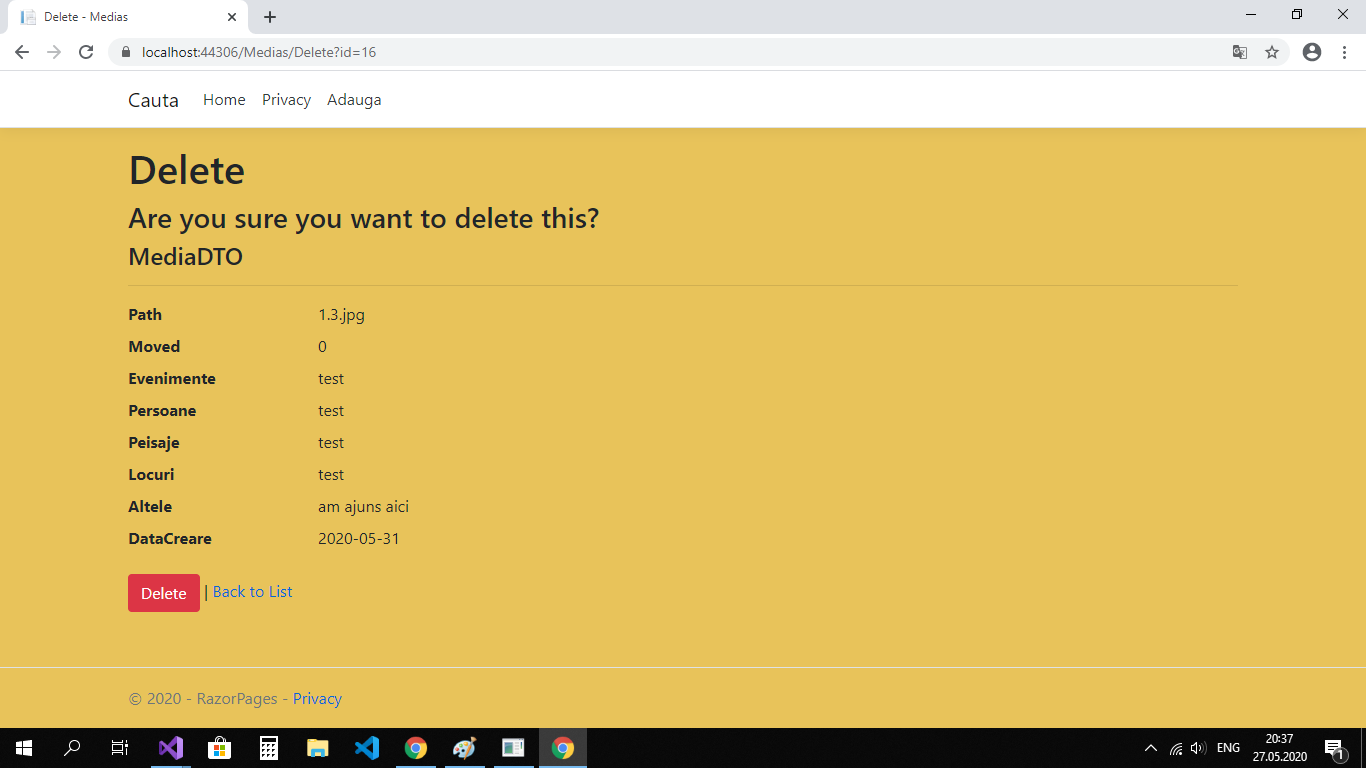 Delete - Medias
localhost:44306/Medias/Delete?id=16
Cauta Home Privacy Adauga
Delete
Are you sure you want to delete this?
MediaDTO
Path 1.3.jpg
Moved 0
Evenimente test
Persoane test
Peisaje test
Locuri test
Altele am ajuns aici
DataCreare 2020-05-31
Delete | Back to List
© 2020 - RazorPages - Privacy
ENG
20:37
27.05.2020
1